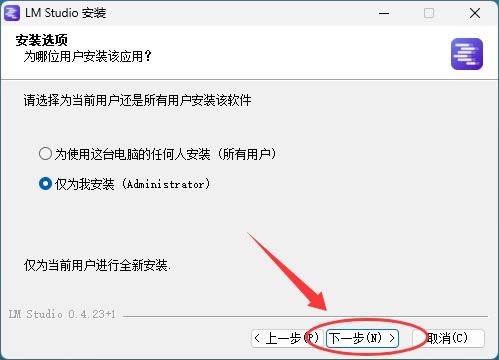 LM Studio 安装
安装选项
为哪位用户安装该应用？
请选择为当前用户还是所有用户安装该软件
为使用这台电脑的任何人安装（所有用户）
仅为我安装（Administrator）
仅为当前用户进行全新安装.
LM Studio 0.4.23+1
< 上一步(P) 下一步(N) > 取消(C)